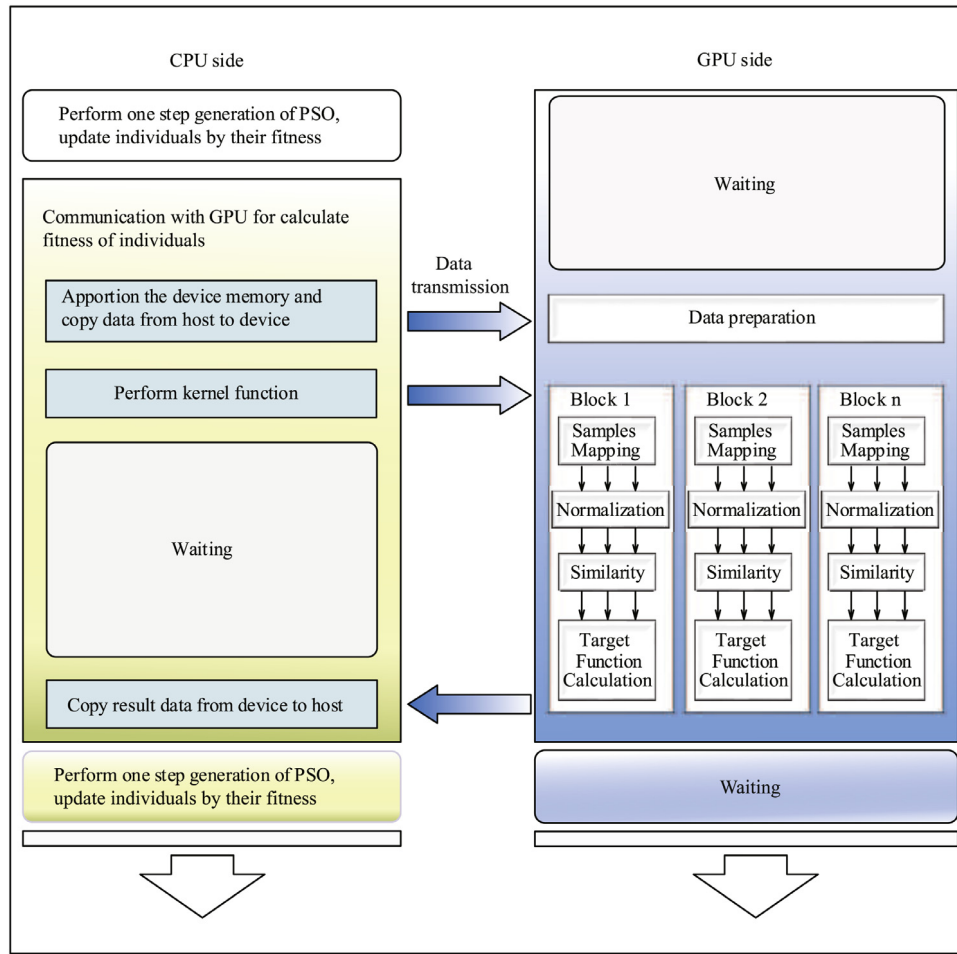 CPU side
Perform one step generation of PSO,
update individuals by their fitness
Communication with GPU for calculate
fitness of individuals
Apportion the device memory and
copy data from host to device
Perform kernel function
Waiting
Copy result data from device to host
Perform one step generation of PSO,
update individuals by their fitness
Data
transmission
GPU side
Waiting
Data preparation
Block 1
Samples
Mapping
Normalization
Similarity
Target
Function
Calculation
Block 2
Samples
Mapping
Normalization
Similarity
Target
Function
Calculation
Block n
Samples
Mapping
Normalization
Similarity
Target
Function
Calculation
Waiting